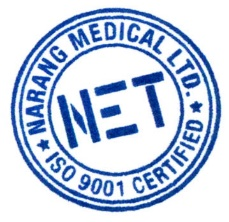 NARANG MEDICAL LTD.
NET
★ ISO 9001 CERTIFIED ★